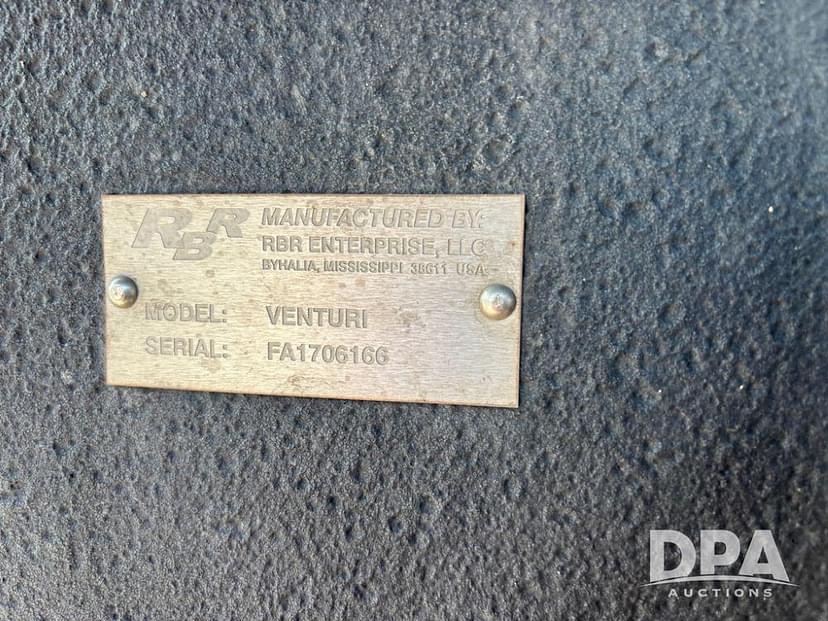 RBR
MANUFACTURED BY:
RBR ENTERPRISE, LLC
BYHALIA, MISSISSIPPI 38611 USA
MODEL: VENTURI
SERIAL: FA1706166
DPA
AUCTIONS